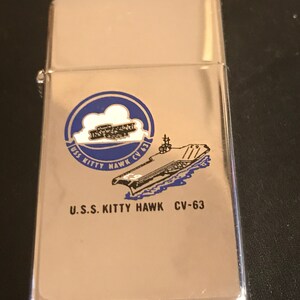 USS KITTY HAWK CV 63
U.S.S. KITTY HAWK CV-63